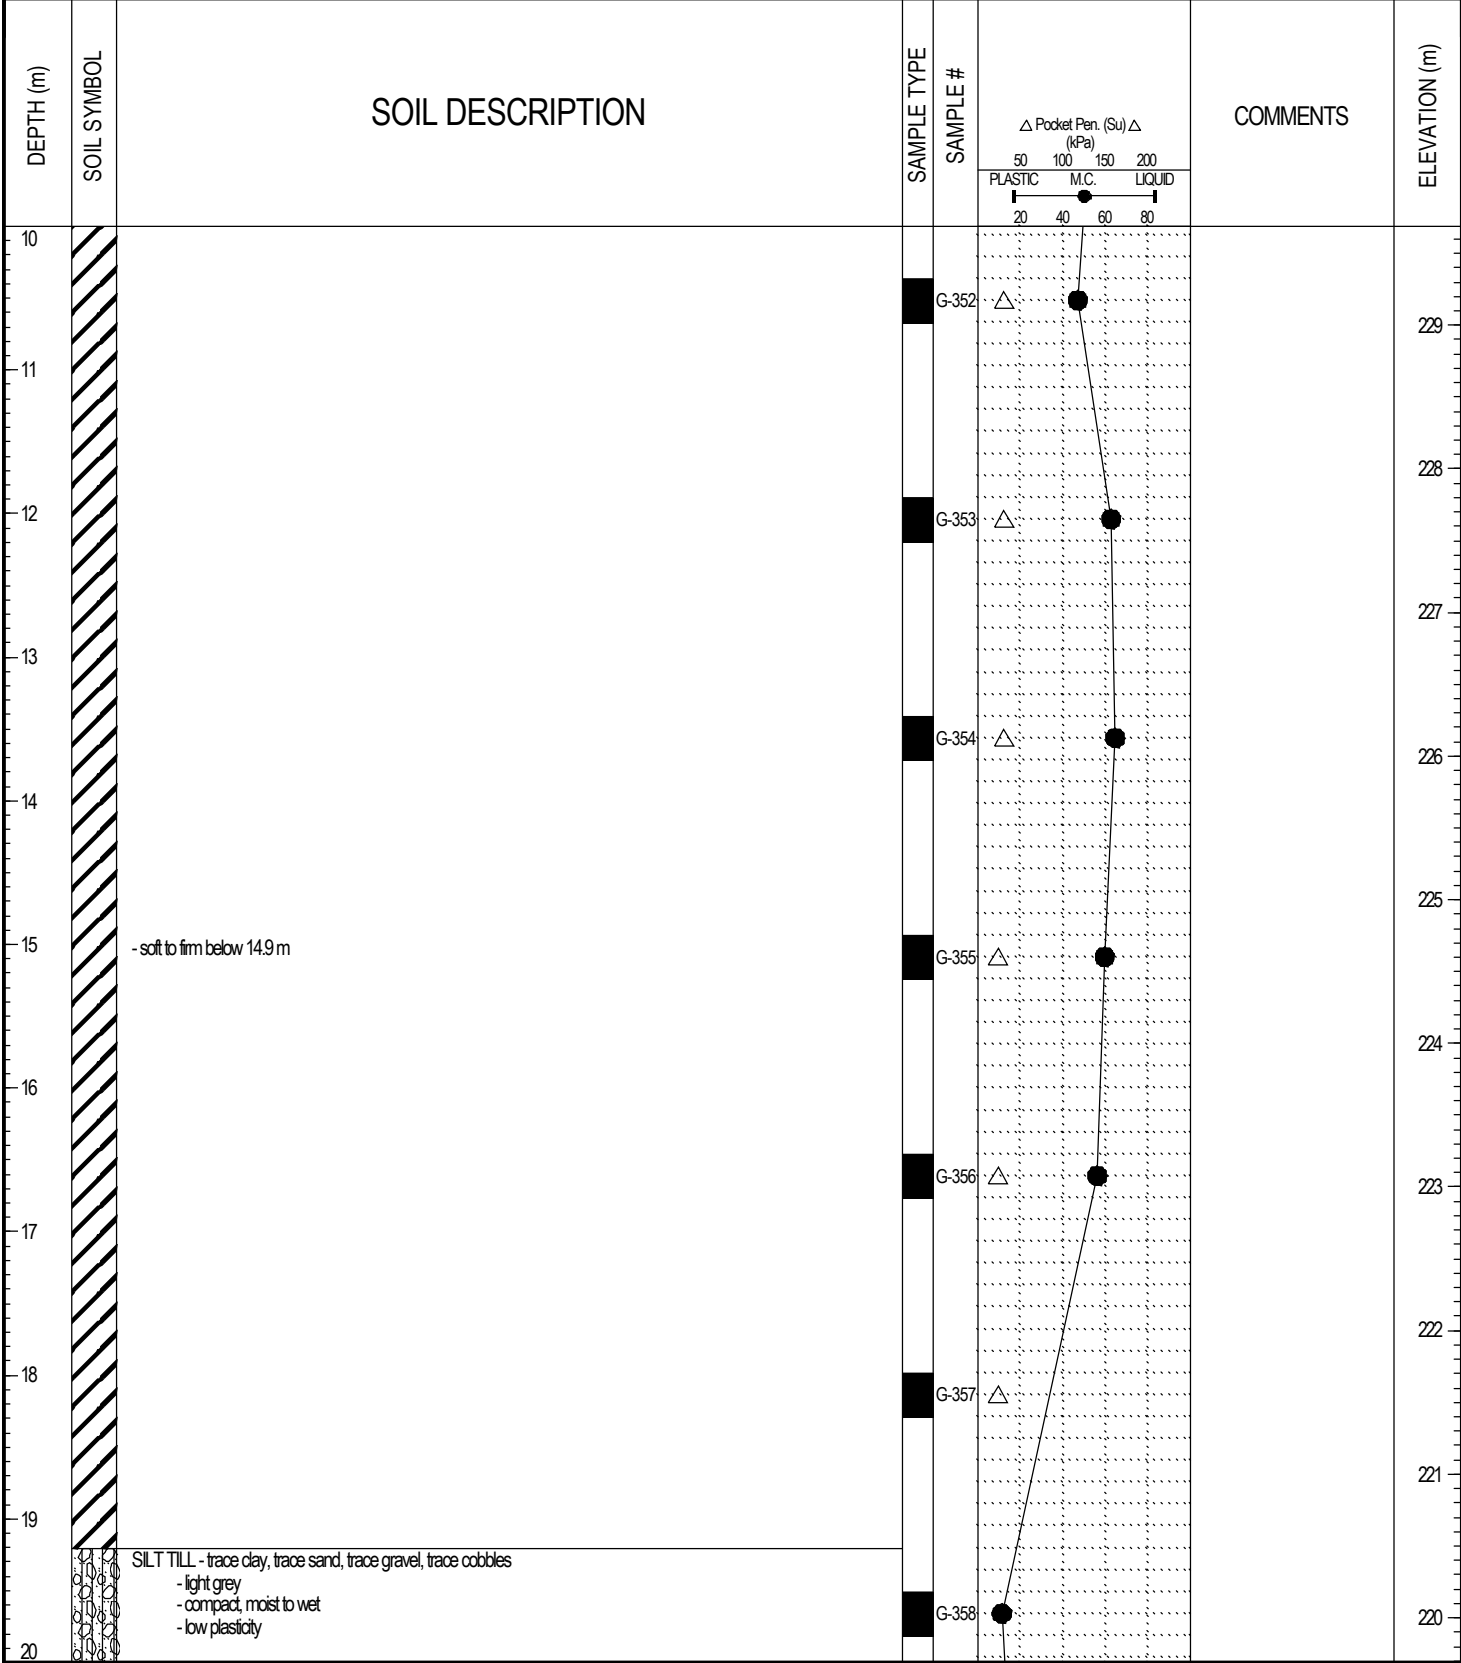 DEPTH (m)
SOIL SYMBOL
SOIL DESCRIPTION
SAMPLE TYPE
SAMPLE #
△ Pocket Pen. (Su) △
(kPa)
50 100 150 200
PLASTIC M.C. LIQUID
20 40 60 80
COMMENTS
ELEVATION (m)
10
G-352
229
11
228
12
G-353
227
13
G-354
226
14
225
15
- soft to firm below 14.9 m
G-355
224
16
G-356
223
17
222
18
G-357
221
19
SILT TILL - trace clay, trace sand, trace gravel, trace cobbles
- light grey
- compact, moist to wet
- low plasticity
G-358
220
20